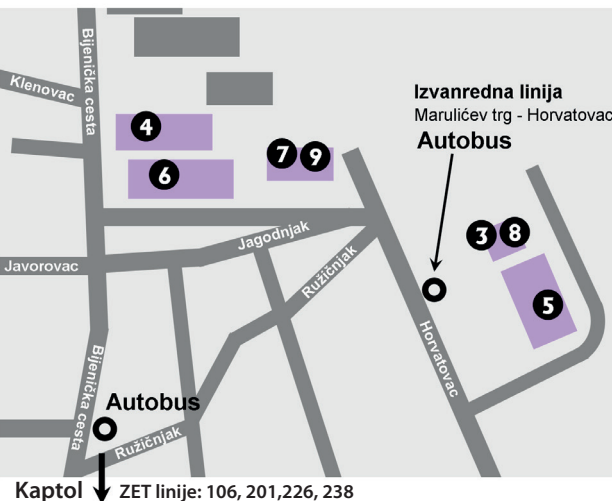 Bijenička cesta
Klenovac
4
6
7 9
Izvanredna linija
Marulićev trg - Horvatovac
Autobus
3 8
5
Jagodnjak
Ružičnjak
Javorovac
Horvatovac
Bijenička cesta
Autobus
Ružičnjak
Kaptol ZET linije: 106, 201,226, 238